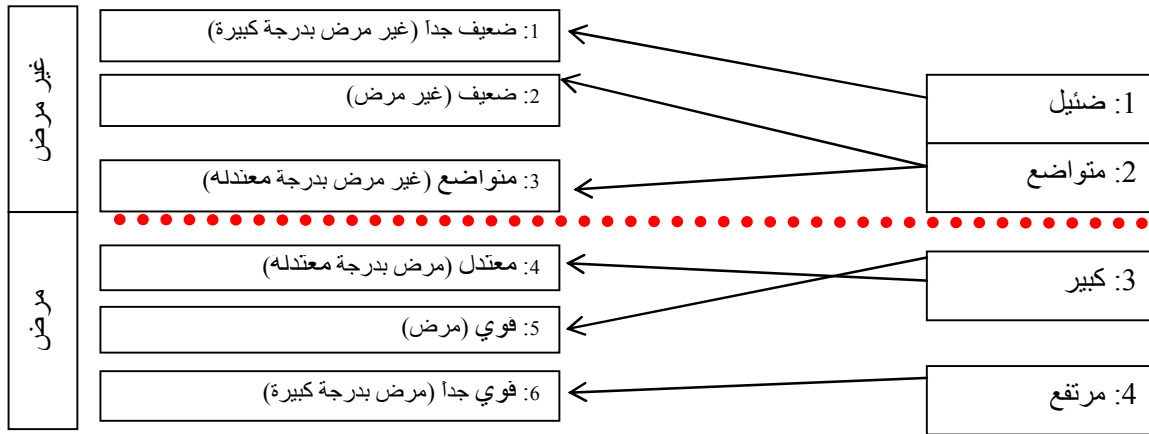 غير مرض
1: ضعيف جداً (غير مرض بدرجة كبيرة)
2: ضعيف (غير مرض)
3: متواضع (غير مرض بدرجة معتدله)
1: ضئيل
2: متواضع
مرض
4: معتدل (مرض بدرجة معتدله)
5: قوي (مرض)
6: قوي جداً (مرض بدرجة كبيرة)
3: كبير
4: مرتفع